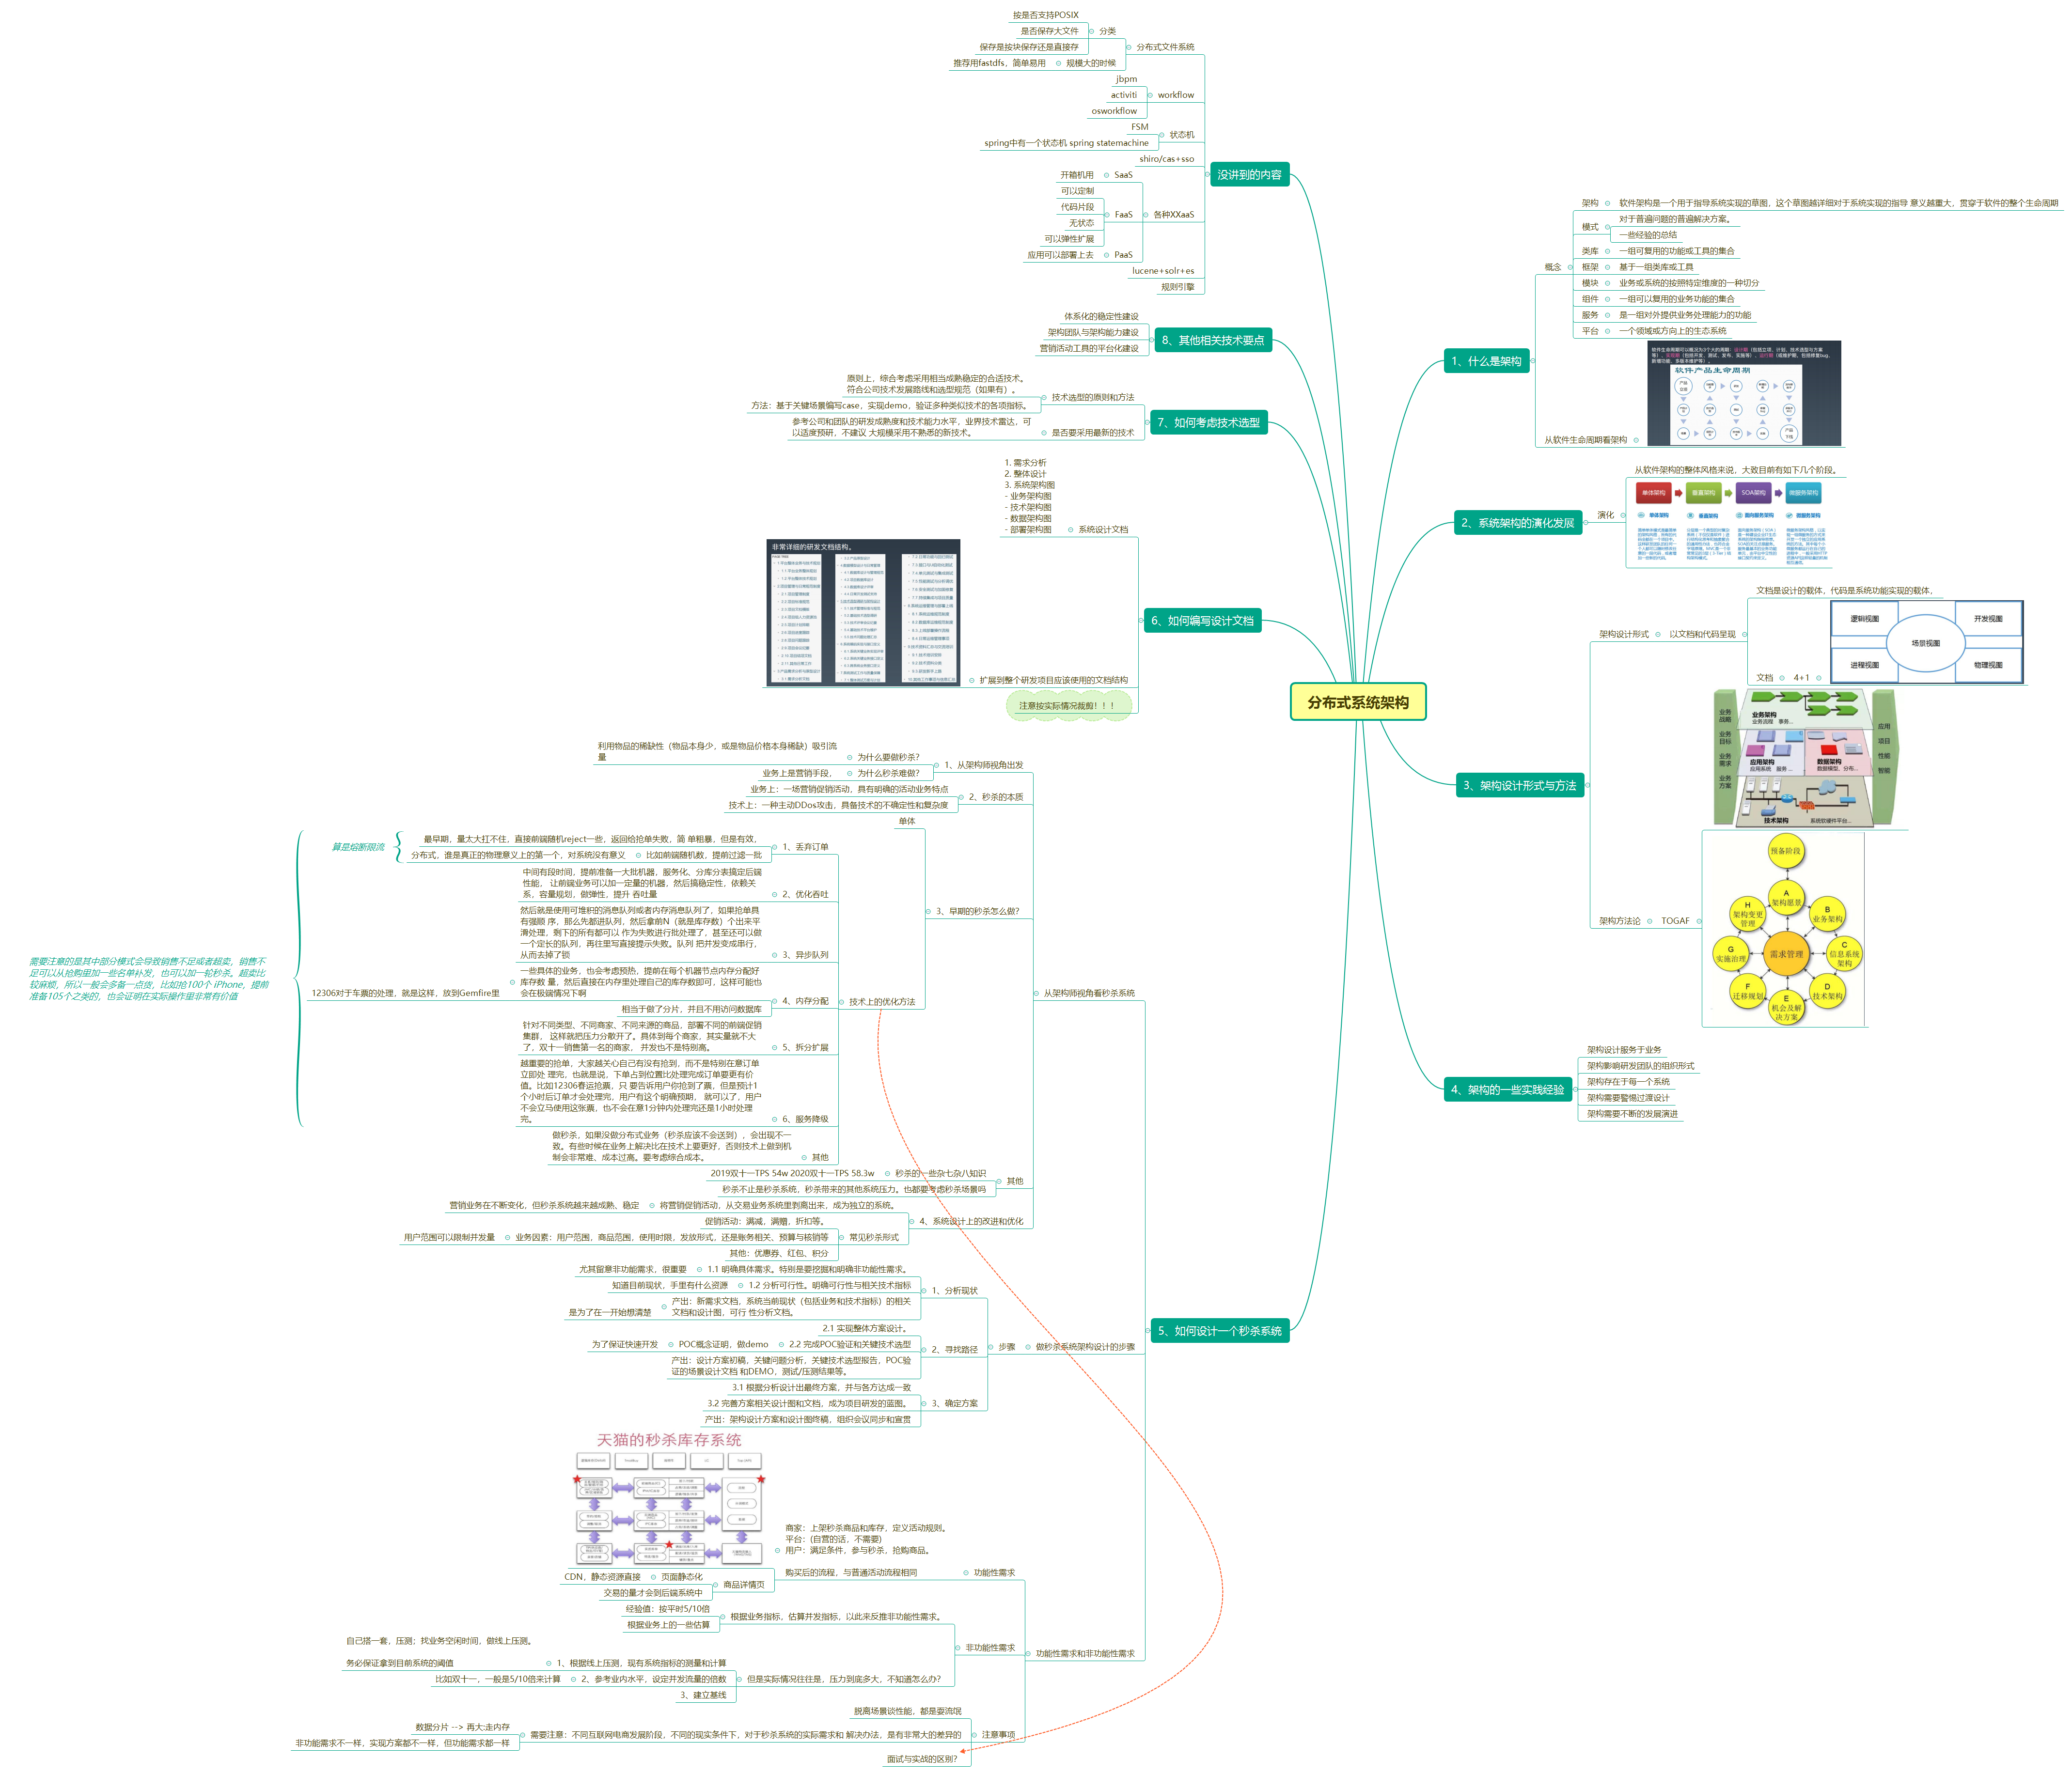 分布式系统架构
1、什么是架构
概念
架构
软件架构是一个用于指导系统实现的草图，这个草图越详细对于系统实现的指导 意义越重大，贯穿于软件的整个生命周期
模式
对于普遍问题的普遍解决方案。
一些经验的总结
类库
一组可复用的功能或工具的集合
框架
基于一组类库或工具
模块
业务或系统的按照特定维度的一种切分
组件
一组可以复用的业务功能的集合
服务
是一组对外提供业务处理能力的功能
平台
一个领域或方向上的生态系统
从软件生命周期看架构
软件产品生命周期
2、系统架构的演化发展
演化
从软件架构的整体风格来说，大致目前有如下几个阶段。
单体架构
垂直架构
SOA架构
微服务架构
3、架构设计形式与方法
架构设计形式
以文档和代码呈现
文档是设计的载体，代码是系统功能实现的载体，
文档
4+1
逻辑视图
开发视图
场景视图
进程视图
物理视图
业务战略
业务目标
业务需求
业务方案
业务架构
业务流程 事务...
应用架构
应用系统 服务 ...
数据架构
数据模型、分布...
技术架构
系统软硬件平台...
应用
项目
性能
智能
架构方法论
TOGAF
预备阶段
A
架构愿景
B
业务架构
C
信息系统
架构
D
技术架构
E
机会及解
决方案
F
迁移规划
G
实施治理
H
架构变更
管理
需求管理
4、架构的一些实践经验
架构设计服务于业务
架构影响研发团队的组织形式
架构存在于每一个系统
架构需要警惕过渡设计
架构需要不断的发展演进
没讲到的内容
分布式文件系统
分类
按是否支持POSIX
是否保存大文件
保存是按块保存还是直接存
规模大的时候
推荐用fastdfs，简单易用
workflow
jbpm
activiti
osworkflow
状态机
FSM
spring中有一个状态机 spring statemachine
shiro/cas+sso
各种XXaaS
SaaS
开箱机用
FaaS
可以定制
代码片段
无状态
可以弹性扩展
PaaS
应用可以部署上去
lucene+solr+es
规则引擎
8、其他相关技术要点
体系化的稳定性建设
架构团队与架构能力建设
营销活动工具的平台化建设
7、如何考虑技术选型
技术选型的原则和方法
原则上，综合考虑采用相当成熟稳定的合适技术。
符合公司技术发展路线和选型规范（如果有）。
方法：基于关键场景编写case，实现demo，验证多种类似技术的各项指标。
是否要采用最新的技术
参考公司和团队的研发成熟度和技术能力水平，业界技术雷达，可
以适度预研，不建议 大规模采用不熟悉的新技术。
6、如何编写设计文档
系统设计文档
1. 需求分析
2. 整体设计
3. 系统架构图
- 业务架构图
- 技术架构图
- 数据架构图
- 部署架构图
扩展到整个研发项目应该使用的文档结构
非常详细的研发文档结构。
注意按实际情况裁剪！！！
5、如何设计一个秒杀系统
从架构师视角看秒杀系统
1、从架构师视角出发
为什么要做秒杀?
利用物品的稀缺性（物品本身少，或是物品价格本身稀缺）吸引流
量
为什么秒杀难做?
业务上是营销手段，
2、秒杀的本质
业务上：一场营销促销活动，具有明确的活动业务特点
技术上：一种主动DDos攻击，具备技术的不确定性和复杂度
3、早期的秒杀怎么做?
单体
技术上的优化方法
1、丢弃订单
最早期，量太大扛不住，直接前端随机reject一些，返回给抢单失败，简 单粗暴，但是有效，
比如前端随机数，提前过滤一批
分布式，谁是真正的物理意义上的第一个，对系统没有意义
算是熔断限流
2、优化吞吐
中间有段时间，提前准备一大批机器，服务化、分库分表搞定后端
性能， 让前端业务可以加一定量的机器，然后搞稳定性，依赖关
系，容量规划，做弹性，提升 吞吐量
3、异步队列
然后就是使用可堆积的消息队列或者内存消息队列了，如果抢单具
有强顺 序，那么先都进队列，然后拿前N（就是库存数）个出来平
滑处理，剩下的所有都可以 作为失败进行批处理了，甚至还可以做
一个定长的队列，再往里写直接提示失败。队列 把并发变成串行，
从而去掉了锁
4、内存分配
一些具体的业务，也会考虑预热，提前在每个机器节点内存分配好
库存数 量，然后直接在内存里处理自己的库存数即可，这样可能也
会在极端情况下啊
12306对于车票的处理，就是这样，放到Gemfire里
相当于做了分片，并且不用访问数据库
5、拆分扩展
针对不同类型、不同商家、不同来源的商品，部署不同的前端促销
集群， 这样就把压力分散开了。具体到每个商家，其实量就不大
了，双十一销售第一名的商家， 并发也不是特别高。
6、服务降级
越重要的抢单，大家越关心自己有没有抢到，而不是特别在意订单
立即处 理完，也就是说，下单占到位置比处理完成订单要更有价
值。比如12306春运抢票，只 要告诉用户你抢到了票，但是预计1
个小时后订单才会处理完，用户有这个明确预期， 就可以了，用户
不会立马使用这张票，也不会在意1分钟内处理完还是1小时处理
完。
其他
做秒杀，如果没做分布式业务（秒杀应该不会送到），会出现不一
致。有些时候在业务上解决比在技术上要更好，否则技术上做到机
制会非常难、成本过高。要考虑综合成本。
需要注意的是其中部分模式会导致销售不足或者超卖，销售不
足可以从抢购里加一些名单补发，也可以加一轮秒杀。超卖比
较麻烦，所以一般会多备一点货，比如抢100个 iPhone，提前
准备105个之类的，也会证明在实际操作里非常有价值
其他
秒杀的一些杂七杂八知识
2019双十一TPS 54w 2020双十一TPS 58.3w
秒杀不止是秒杀系统，秒杀带来的其他系统压力。也都要考虑秒杀场景吗
4、系统设计上的改进和优化
将营销促销活动，从交易业务系统里剥离出来，成为独立的系统。
营销业务在不断变化，但秒杀系统越来越成熟、稳定
常见秒杀形式
促销活动：满减，满赠，折扣等。
业务因素：用户范围，商品范围，使用时限，发放形式，还是账务相关、预算与核销等
用户范围可以限制并发量
其他：优惠券、红包、积分
做秒杀系统架构设计的步骤
步骤
1、分析现状
1.1 明确具体需求。特别是要挖掘和明确非功能性需求。
尤其留意非功能需求，很重要
1.2 分析可行性。明确可行性与相关技术指标
知道目前现状，手里有什么资源
产出：新需求文档，系统当前现状（包括业务和技术指标）的相关
文档和设计图，可行 性分析文档。
是为了在一开始想清楚
2、寻找路径
2.1 实现整体方案设计。
2.2 完成POC验证和关键技术选型
POC概念证明，做demo
为了保证快速开发
产出：设计方案初稿，关键问题分析，关键技术选型报告，POC验
证的场景设计文档 和DEMO，测试/压测结果等。
3、确定方案
3.1 根据分析设计出最终方案，并与各方达成一致
3.2 完善方案相关设计图和文档，成为项目研发的蓝图。
产出：架构设计方案和设计图终稿，组织会议同步和宣贯
功能性需求和非功能性需求
功能性需求
天猫的秒杀库存系统
商家：上架秒杀商品和库存，定义活动规则。
平台：(自营的话，不需要)
用户：满足条件，参与秒杀，抢购商品。
购买后的流程，与普通活动流程相同
商品详情页
页面静态化
CDN，静态资源直接
交易的量才会到后端系统中
非功能性需求
根据业务指标，估算并发指标，以此来反推非功能性需求。
经验值：按平时5/10倍
根据业务上的一些估算
但是实际情况往往是，压力到底多大，不知道怎么办?
1、根据线上压测，现有系统指标的测量和计算
自己搭一套，压测；找业务空闲时间，做线上压测。
务必保证拿到目前系统的阈值
2、参考业内水平，设定并发流量的倍数
比如双十一，一般是5/10倍来计算
3、建立基线
注意事项
脱离场景谈性能，都是耍流氓
需要注意：不同互联网电商发展阶段，不同的现实条件下，对于秒杀系统的实际需求和 解决办法，是有非常大的差异的
数据分片 --> 再大:走内存
非功能需求不一样，实现方案都不一样，但功能需求都一样
面试与实战的区别?